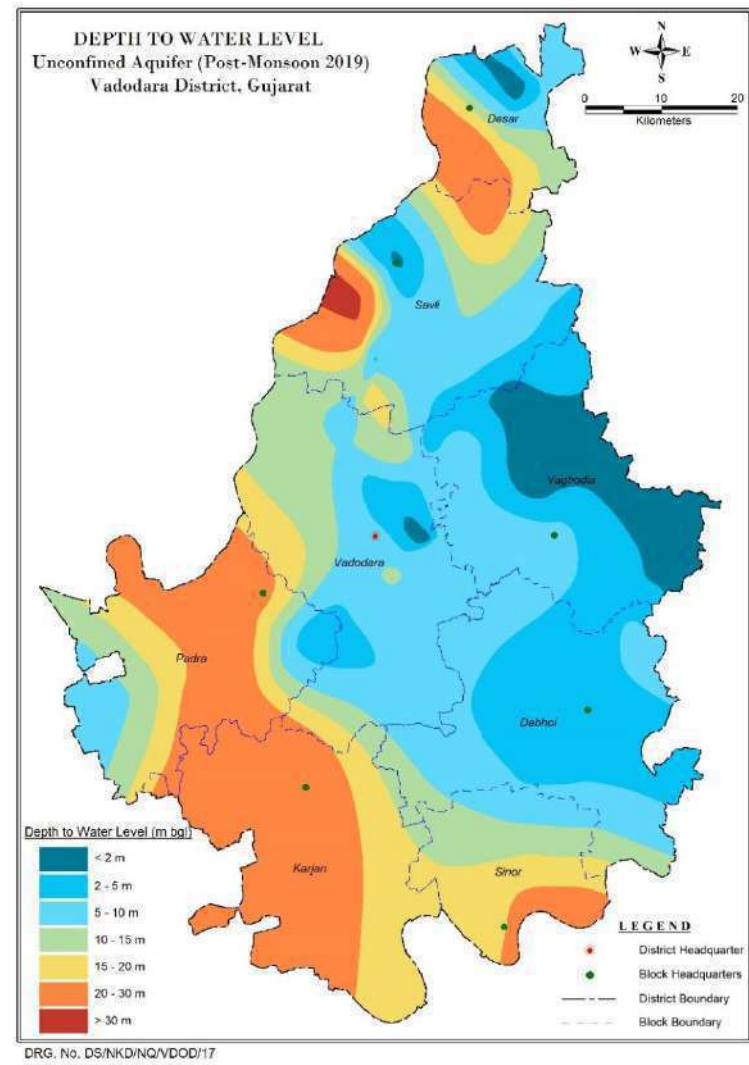 DEPTH TO WATER LEVEL
Unconfined Aquifer (Post-Monsoon 2019)
Vadodara District, Gujarat
N
W E
S
0 10 20
Kilometers
Desar
Savli
Vaghodia
Vadodara
Padra
Dabhoi
Karjan
Sinor
Depth to Water Level (m bgl)
< 2 m
2 - 5 m
5 - 10 m
10 - 15 m
15 - 20 m
20 - 30 m
> 30 m
LEGEND
District Headquarter
Block Headquarters
District Boundary
Block Boundary
DRG. No. DS/NKD/NQ/VDOD/17